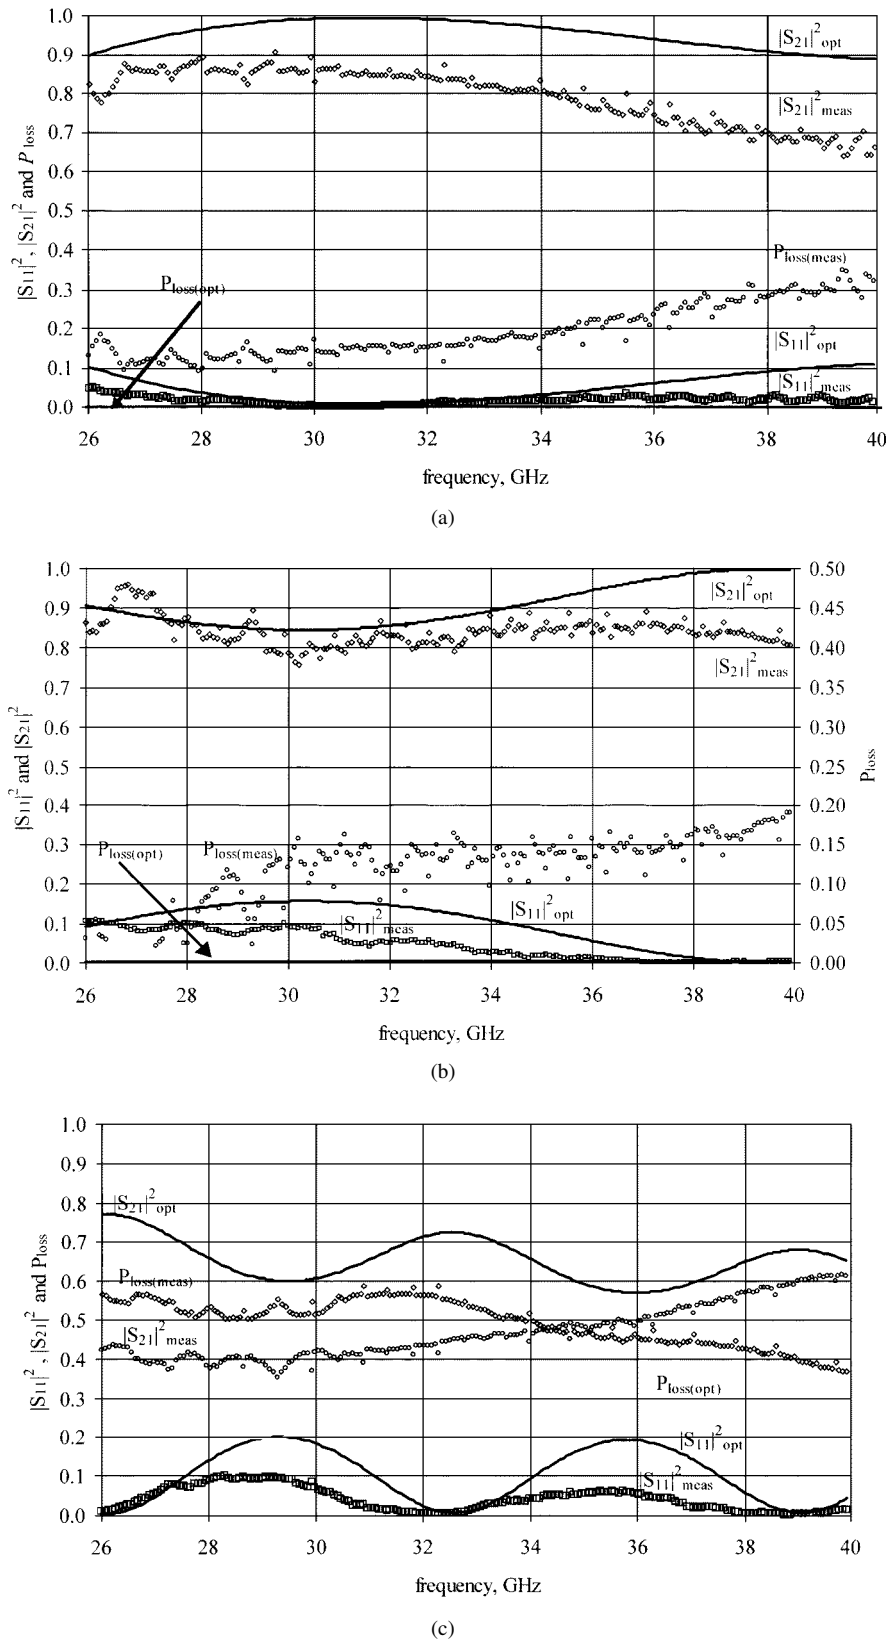 1.0
0.9
0.8
0.7
0.6
0.5
0.4
0.3
0.2
0.1
0.0
|S11|², |S21|² and P loss
|S21|²opt
|S21|²meas
Ploss(meas)
Ploss(opt)
|S11|²opt
|S11|²meas
26 28 30 32 34 36 38 40
frequency, GHz
(a)
1.0
0.9
0.8
0.7
0.6
0.5
0.4
0.3
0.2
0.1
0.0
|S11|² and |S21|²
|S21|²opt
|S21|²meas
Ploss(opt)
Ploss(meas)
|S11|²opt
|S11|²meas
0.50
0.45
0.40
0.35
0.30
0.25
0.20
0.15
0.10
0.05
0.00
Ploss
26 28 30 32 34 36 38 40
frequency, GHz
(b)
1.0
0.9
0.8
0.7
0.6
0.5
0.4
0.3
0.2
0.1
0.0
|S11|², |S21|² and Ploss
|S21|²opt
Ploss(meas)
|S21|²meas
Ploss(opt)
|S11|²opt
|S11|²meas
26 28 30 32 34 36 38 40
frequency, GHz
(c)